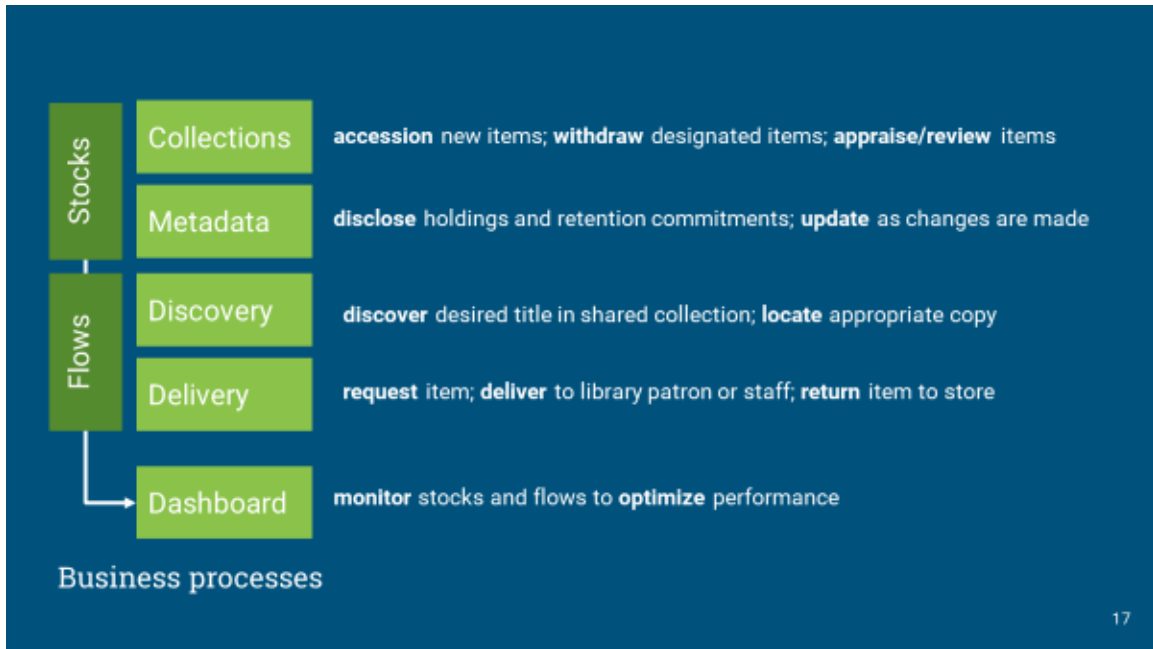 Stocks
Collections
accession new items; withdraw designated items; appraise/review items
Metadata
disclose holdings and retention commitments; update as changes are made
Flows
Discovery
discover desired title in shared collection; locate appropriate copy
Delivery
request item; deliver to library patron or staff; return item to store
Dashboard
monitor stocks and flows to optimize performance
Business processes
17